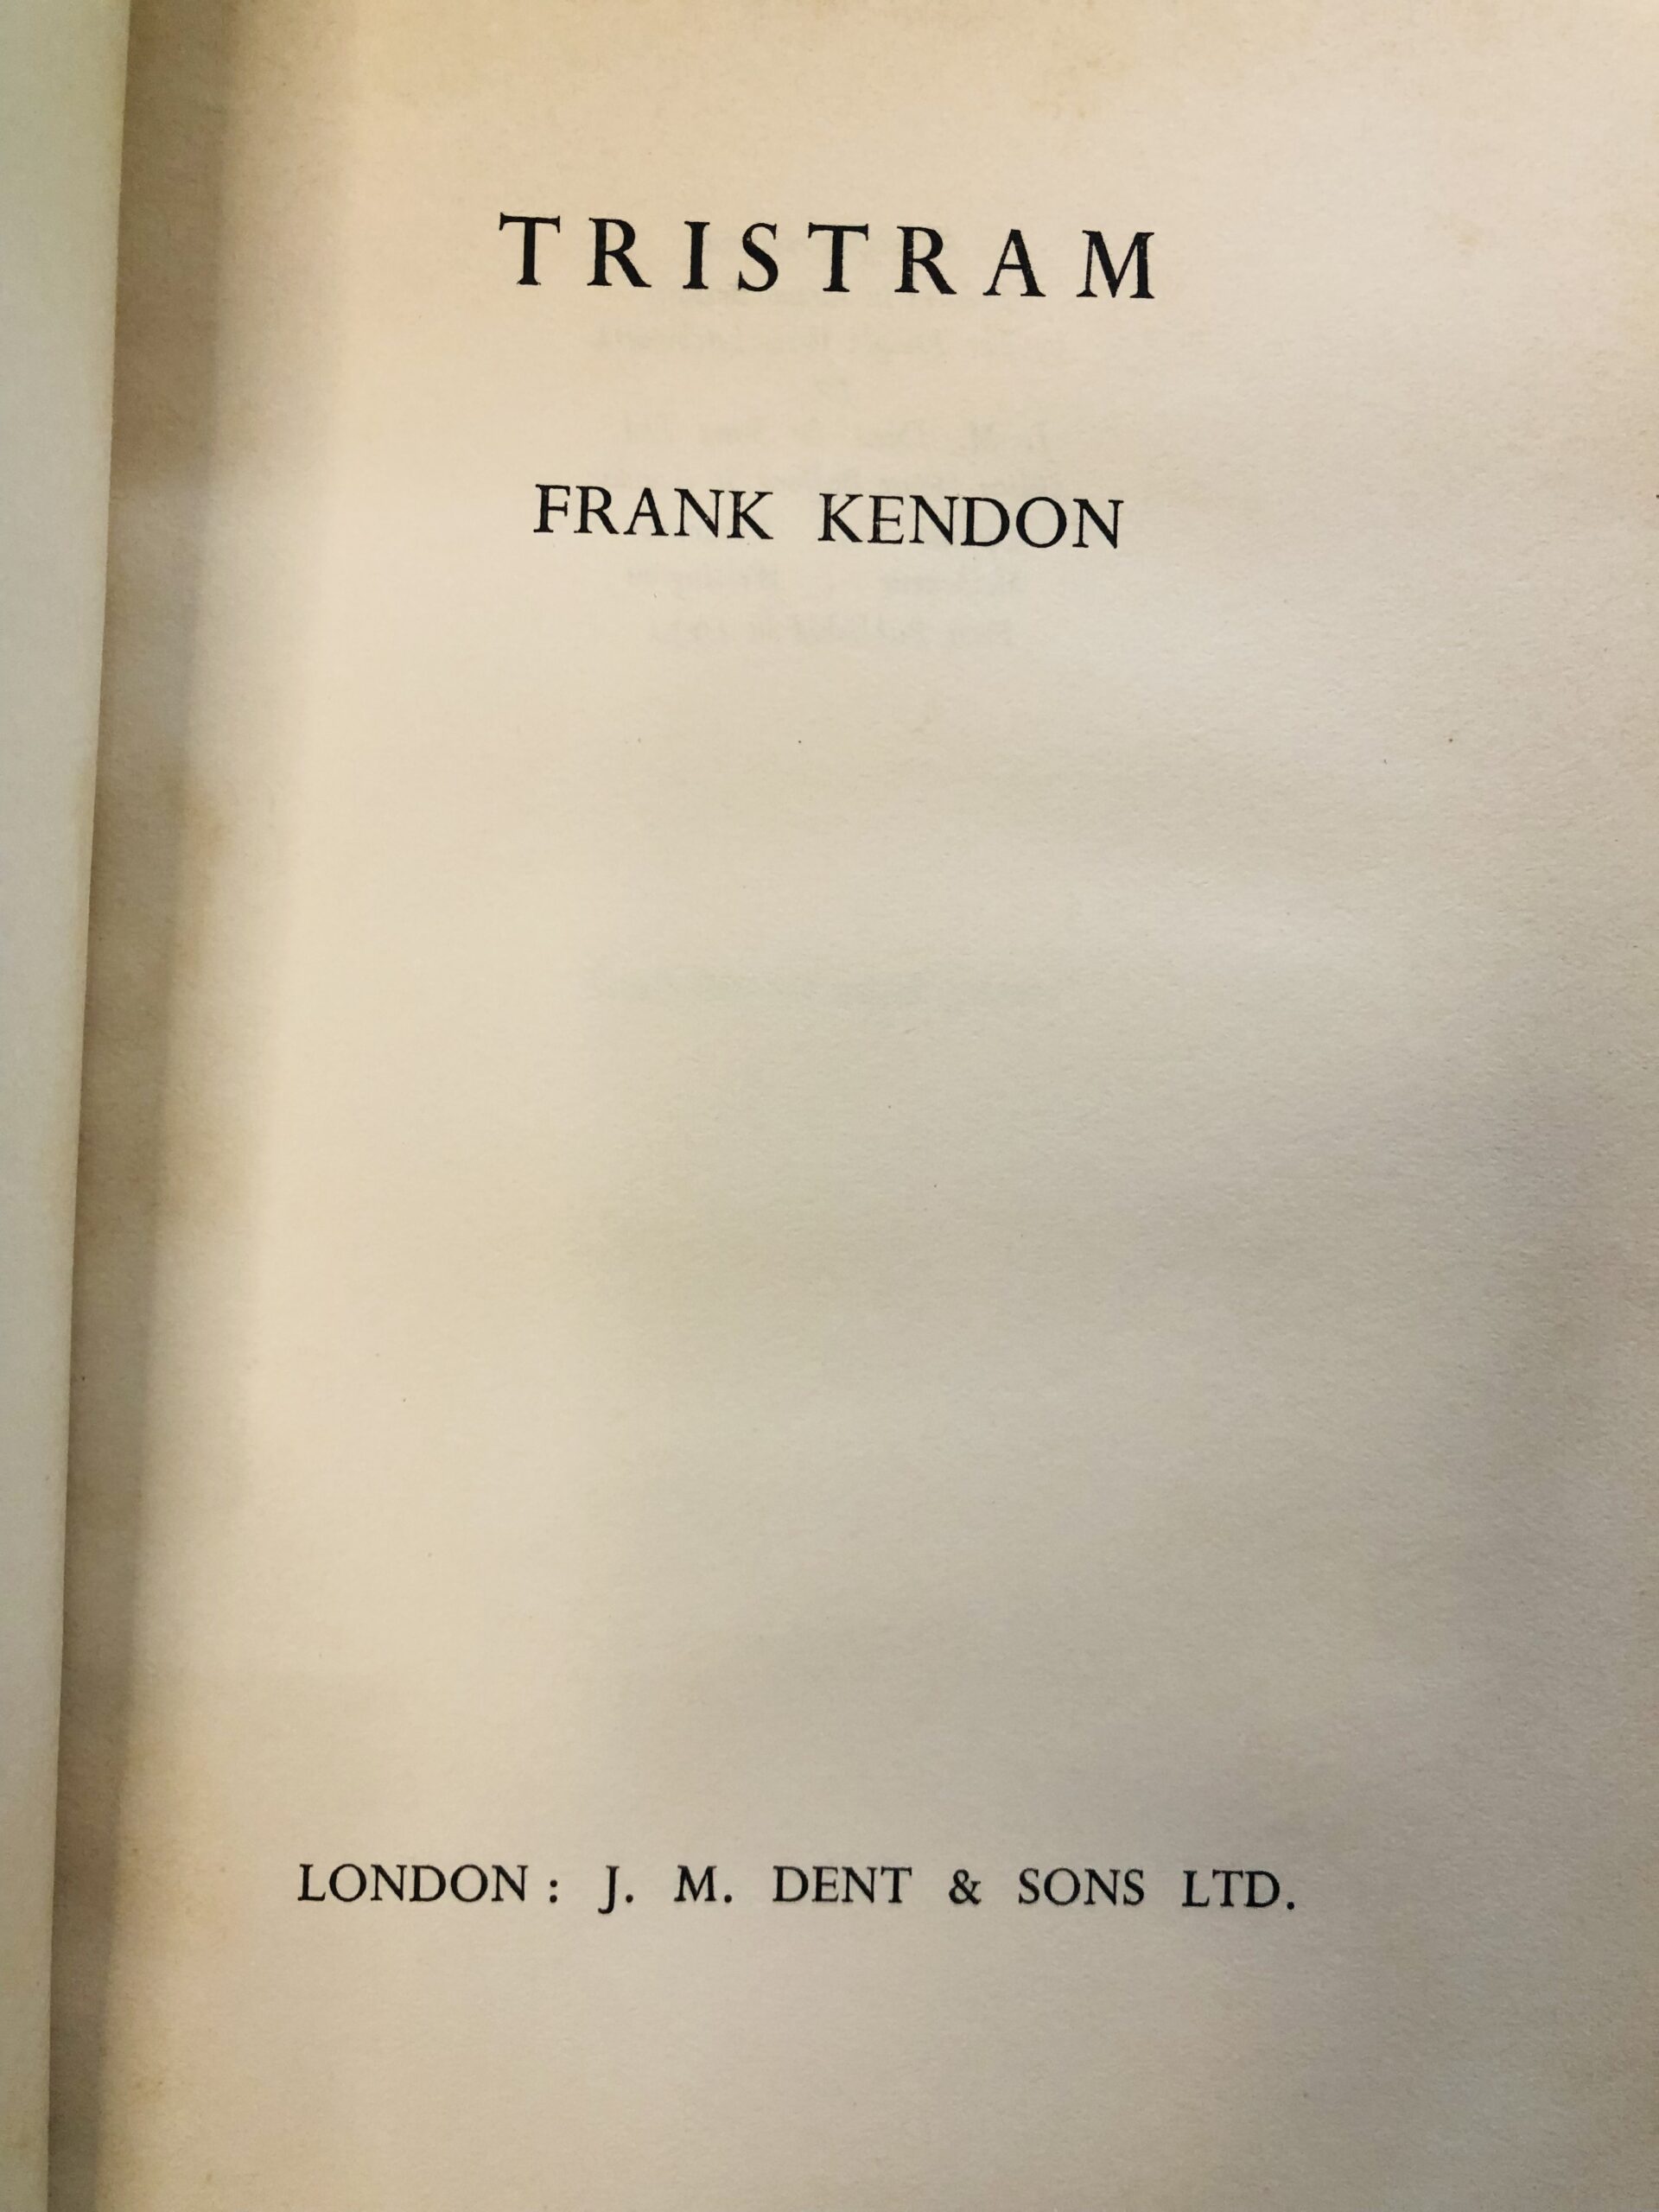 TRISTRAM
FRANK KENDON
LONDON: J. M. DENT & SONS LTD.